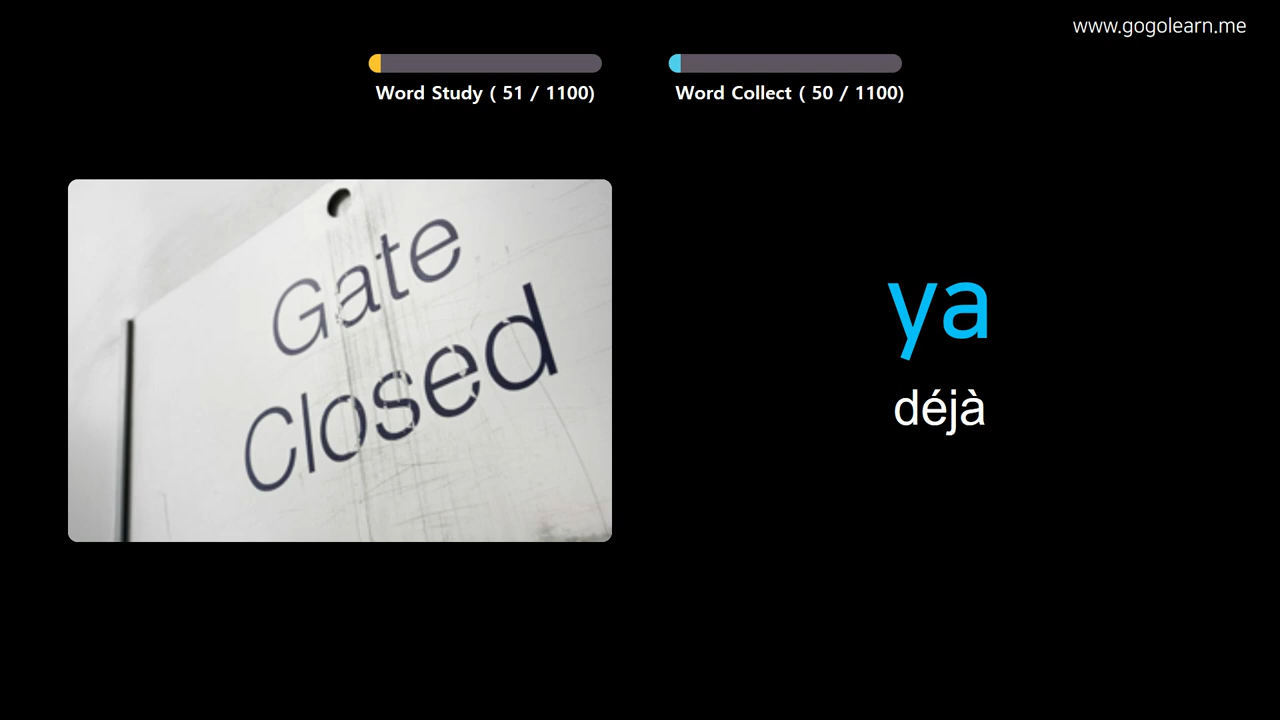 www.gogolearn.me
Word Study ( 51 / 1100)
Word Collect ( 50 / 1100)
Gate
Closed
ya
déjà